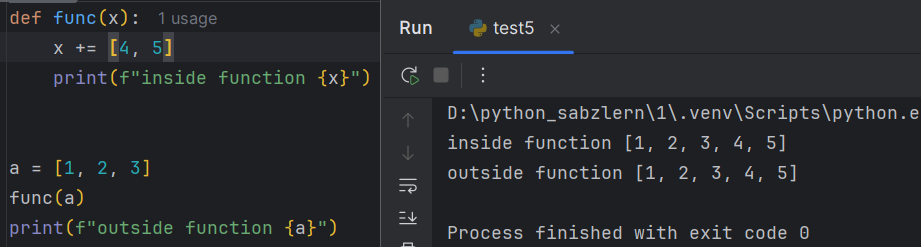 def func(x): 1 usage
    x += [4, 5]
    print(f"inside function {x}")
a = [1, 2, 3]
func(a)
print(f"outside function {a}")
Run test5
D:\python_sabzlern\1\.venv\Scripts\python.e
inside function [1, 2, 3, 4, 5]
outside function [1, 2, 3, 4, 5]
Process finished with exit code 0